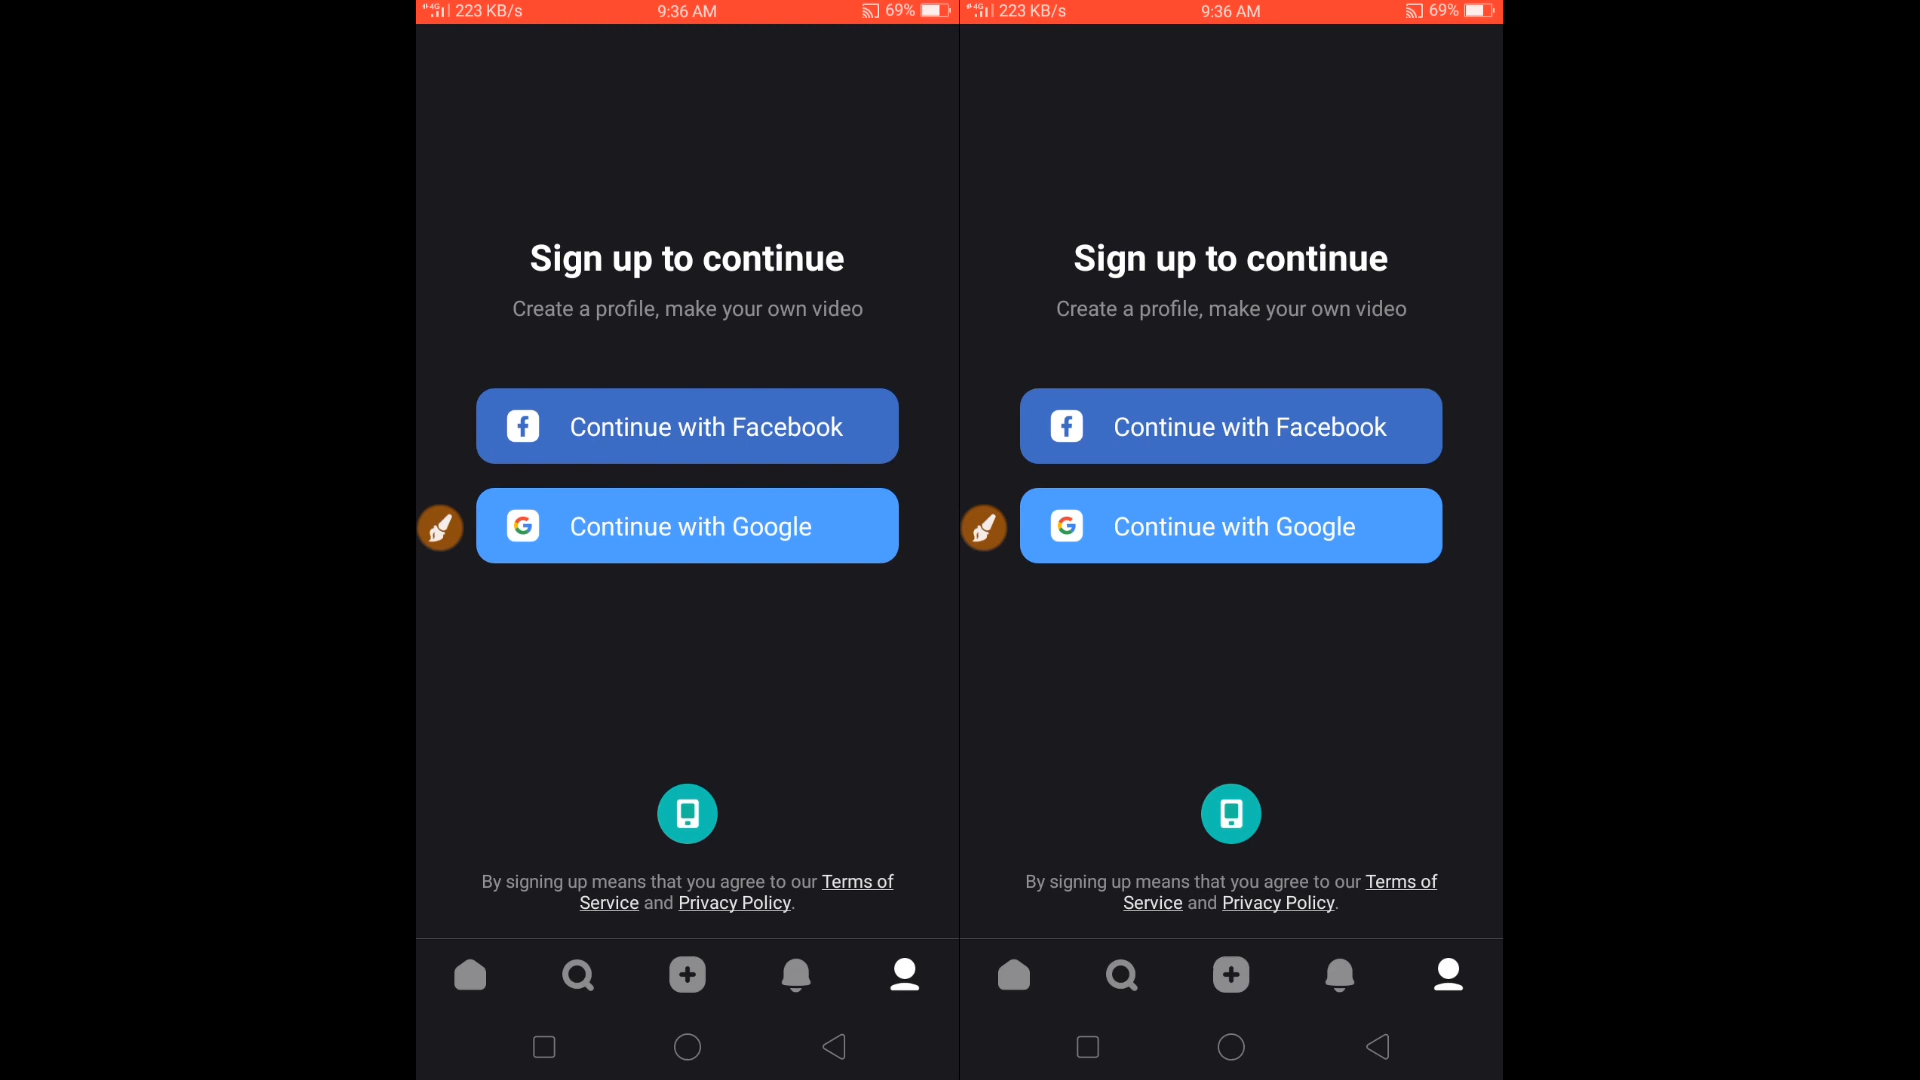 223 KB/s 9:36 AM 69%
Sign up to continue
Create a profile, make your own video
Continue with Facebook
Continue with Google
By signing up means that you agree to our Terms of
Service and Privacy Policy.
223 KB/s 9:36 AM 69%
Sign up to continue
Create a profile, make your own video
Continue with Facebook
Continue with Google
By signing up means that you agree to our Terms of
Service and Privacy Policy.